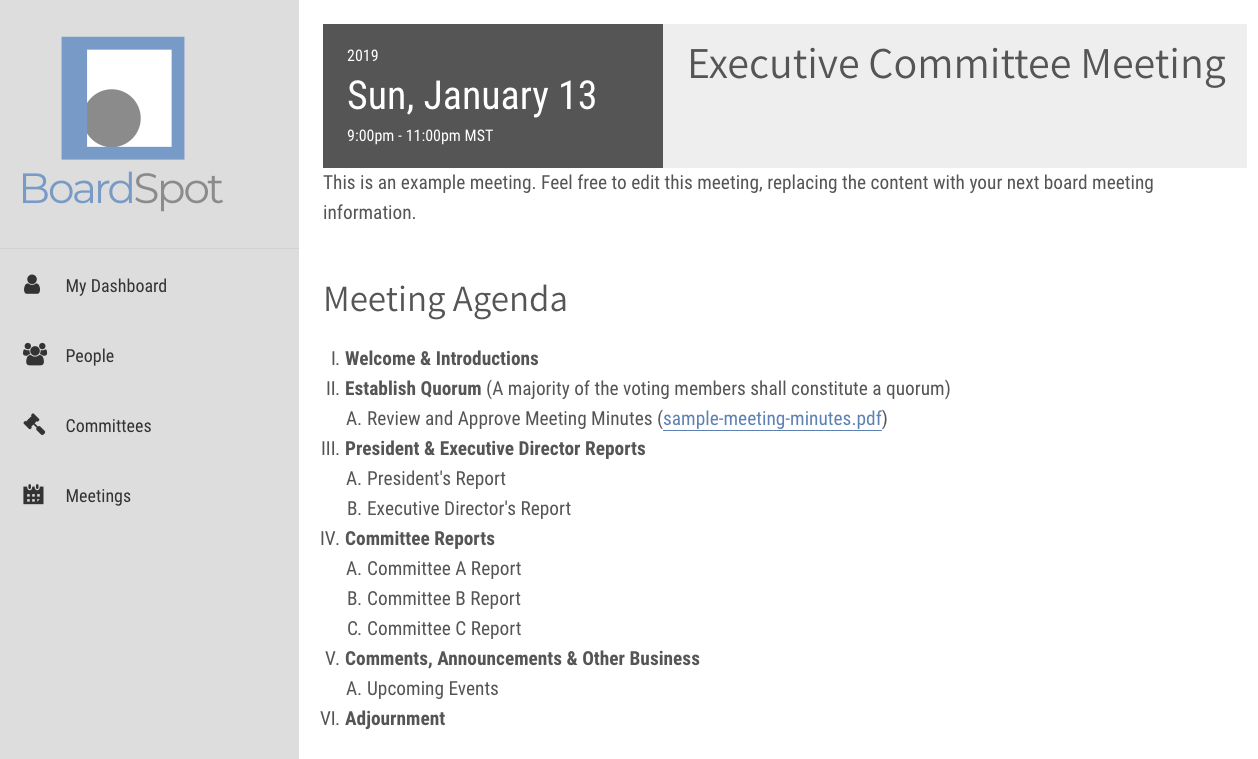 BoardSpot
My Dashboard
People
Committees
Meetings
2019
Sun, January 13
9:00pm - 11:00pm MST
Executive Committee Meeting
This is an example meeting. Feel free to edit this meeting, replacing the content with your next board meeting
information.
Meeting Agenda
I. Welcome & Introductions
II. Establish Quorum (A majority of the voting members shall constitute a quorum)
A. Review and Approve Meeting Minutes (sample-meeting-minutes.pdf)
III. President & Executive Director Reports
A. President's Report
B. Executive Director's Report
IV. Committee Reports
A. Committee A Report
B. Committee B Report
C. Committee C Report
V. Comments, Announcements & Other Business
A. Upcoming Events
VI. Adjournment